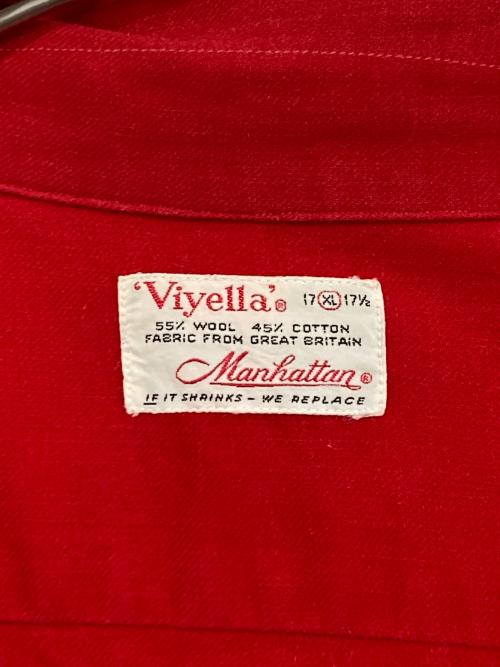 'Viyella'® 17 XL 17½
55% WOOL 45% COTTON
FABRIC FROM GREAT BRITAIN
Manhattan®
IF IT SHRINKS - WE REPLACE